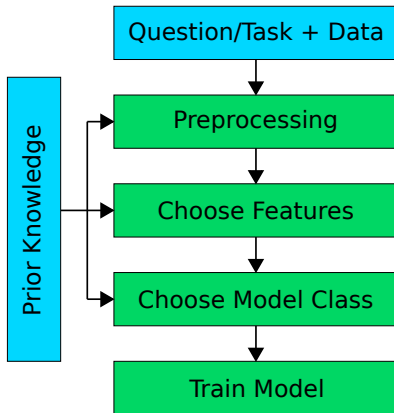 Question/Task + Data
Prior Knowledge
Preprocessing
Choose Features
Choose Model Class
Train Model